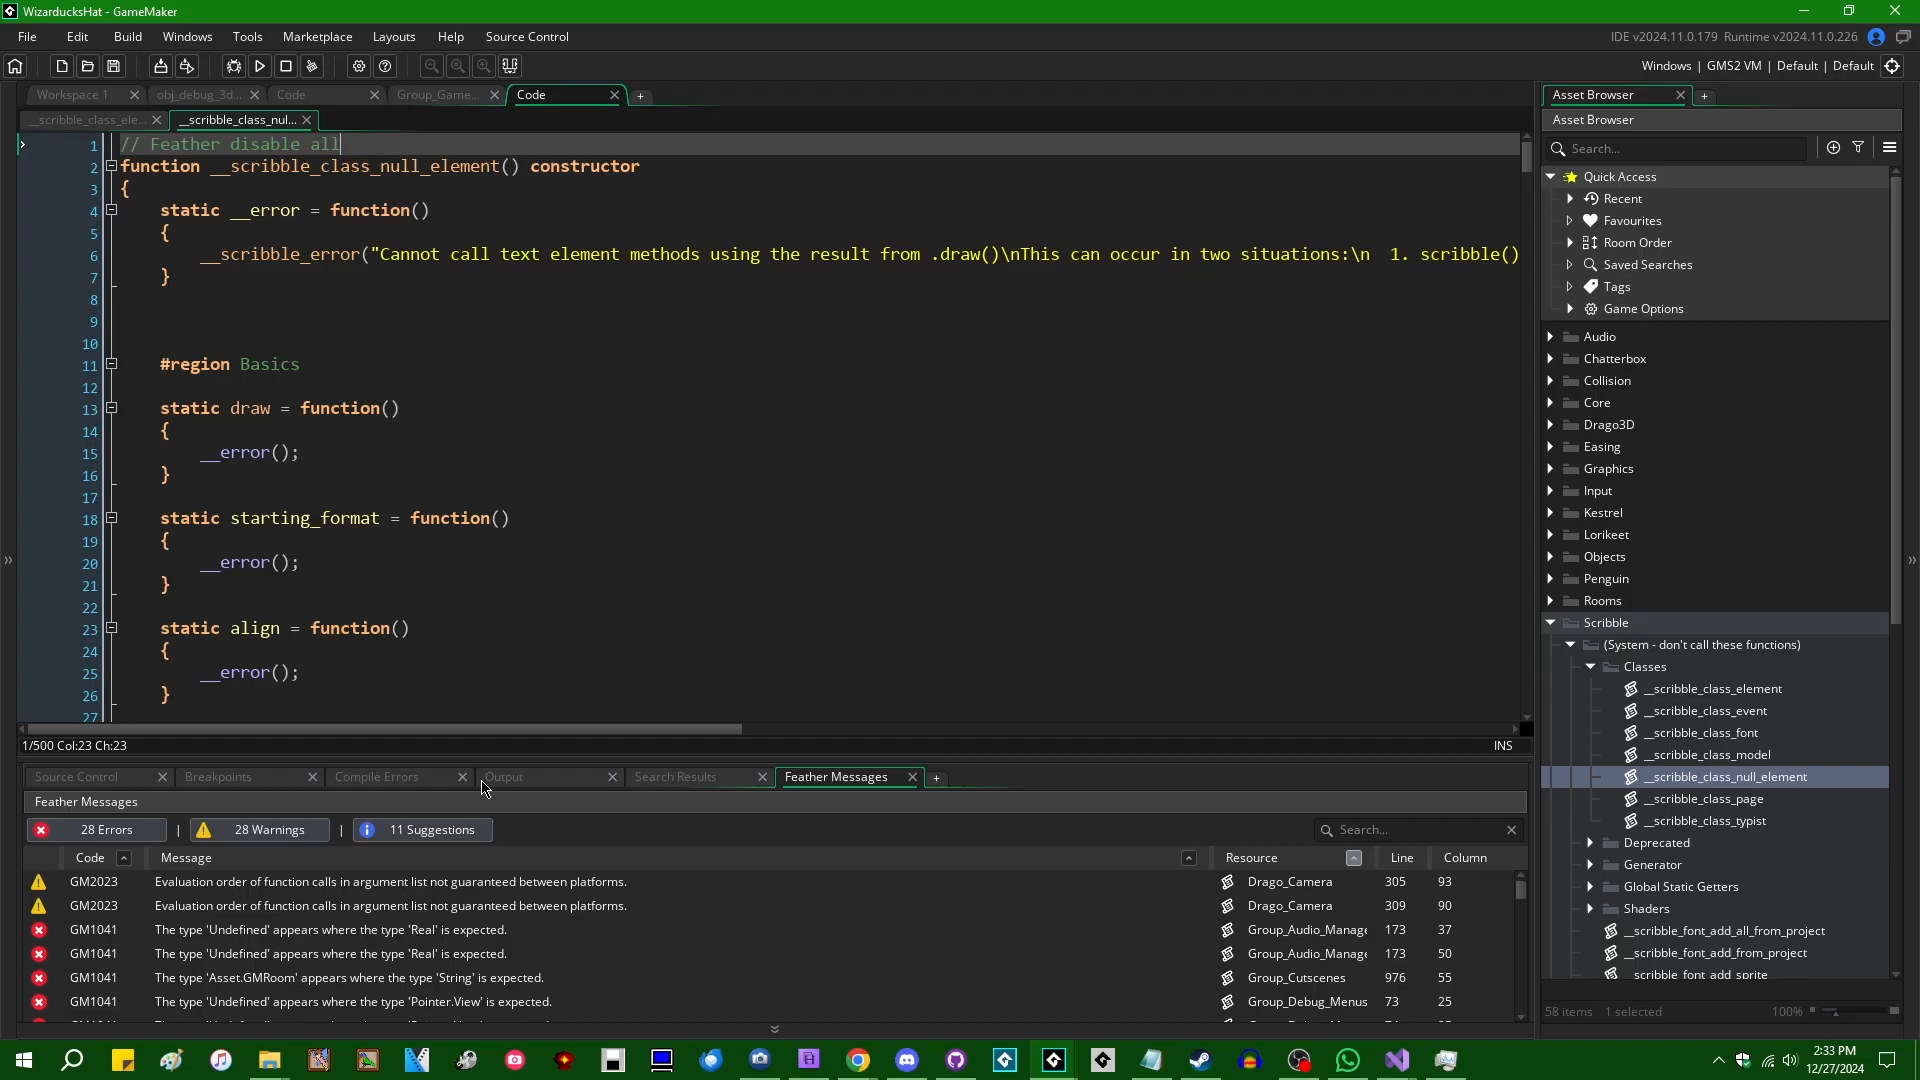 WizarducksHat - GameMaker
File Edit Build Windows Tools Marketplace Layouts Help Source Control
IDE v2024.11.0.179 Runtime v2024.11.0.226
Windows | GMS2 VM | Default | Default
Workspace 1 obj_debug_3d... Code Group_Game... Code
__scribble_class_ele... __scribble_class_nul...
1 // Feather disable all
2 function __scribble_class_null_element() constructor
3 {
4 static __error = function()
5 {
6 __scribble_error("Cannot call text element methods using the result from .draw()\nThis can occur in two situations:\n  1. scribble()
7 }
8
9
10
11 #region Basics
12
13 static draw = function()
14 {
15 __error();
16 }
17
18 static starting_format = function()
19 {
20 __error();
21 }
22
23 static align = function()
24 {
25 __error();
26 }
27
1/500 Col:23 Ch:23
INS
Source Control Breakpoints Compile Errors Output Search Results Feather Messages
Feather Messages
28 Errors | 28 Warnings | 11 Suggestions
Search...
Code Message Resource Line Column
GM2023 Evaluation order of function calls in argument list not guaranteed between platforms. Drago_Camera 305 93
GM2023 Evaluation order of function calls in argument list not guaranteed between platforms. Drago_Camera 309 90
GM1041 The type 'Undefined' appears where the type 'Real' is expected. Group_Audio_Manage 173 37
GM1041 The type 'Undefined' appears where the type 'Real' is expected. Group_Audio_Manage 173 50
GM1041 The type 'Asset.GMRoom' appears where the type 'String' is expected. Group_Cutscenes 976 55
GM1041 The type 'Undefined' appears where the type 'Pointer.View' is expected. Group_Debug_Menus 73 25
Asset Browser
Asset Browser
Search...
Quick Access
Recent
Favourites
Room Order
Saved Searches
Tags
Game Options
Audio
Chatterbox
Collision
Core
Drago3D
Easing
Graphics
Input
Kestrel
Lorikeet
Objects
Penguin
Rooms
Scribble
(System - don't call these functions)
Classes
__scribble_class_element
__scribble_class_event
__scribble_class_font
__scribble_class_model
__scribble_class_null_element
__scribble_class_page
__scribble_class_typist
Deprecated
Generator
Global Static Getters
Shaders
__scribble_font_add_all_from_project
__scribble_font_add_from_project
__scribble_font_add_sprite
58 items 1 selected
100%
2:33 PM
12/27/2024